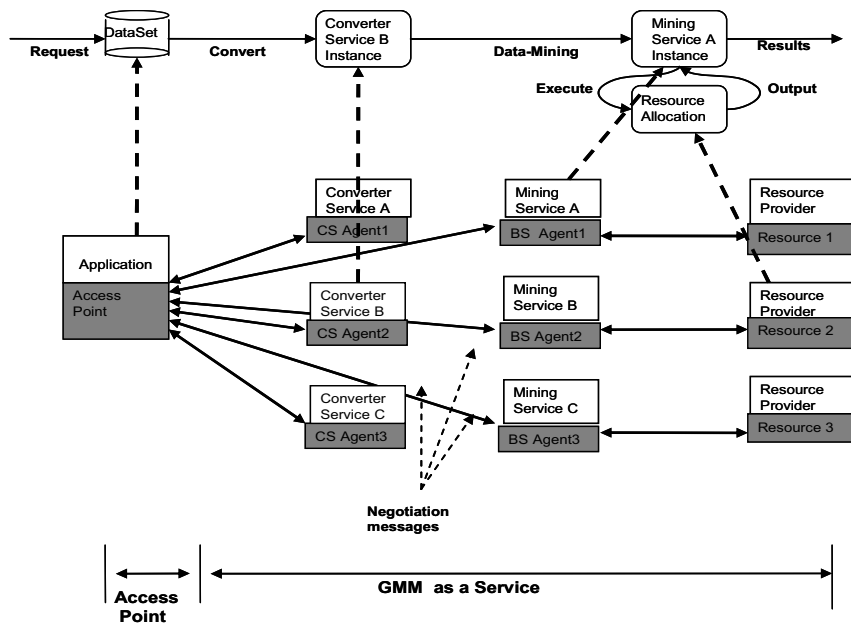 Request
DataSet
Convert
Converter
Service B
Instance
Data-Mining
Mining
Service A
Instance
Results
Execute
Resource
Allocation
Output
Converter
Service A
CS Agent1
Mining
Service A
BS Agent1
Resource
Provider
Resource 1
Application
Access
Point
Converter
Service B
CS Agent2
Mining
Service B
BS Agent2
Resource
Provider
Resource 2
Converter
Service C
CS Agent3
Mining
Service C
BS Agent3
Resource
Provider
Resource 3
Negotiation
messages
Access
Point
GMM as a Service